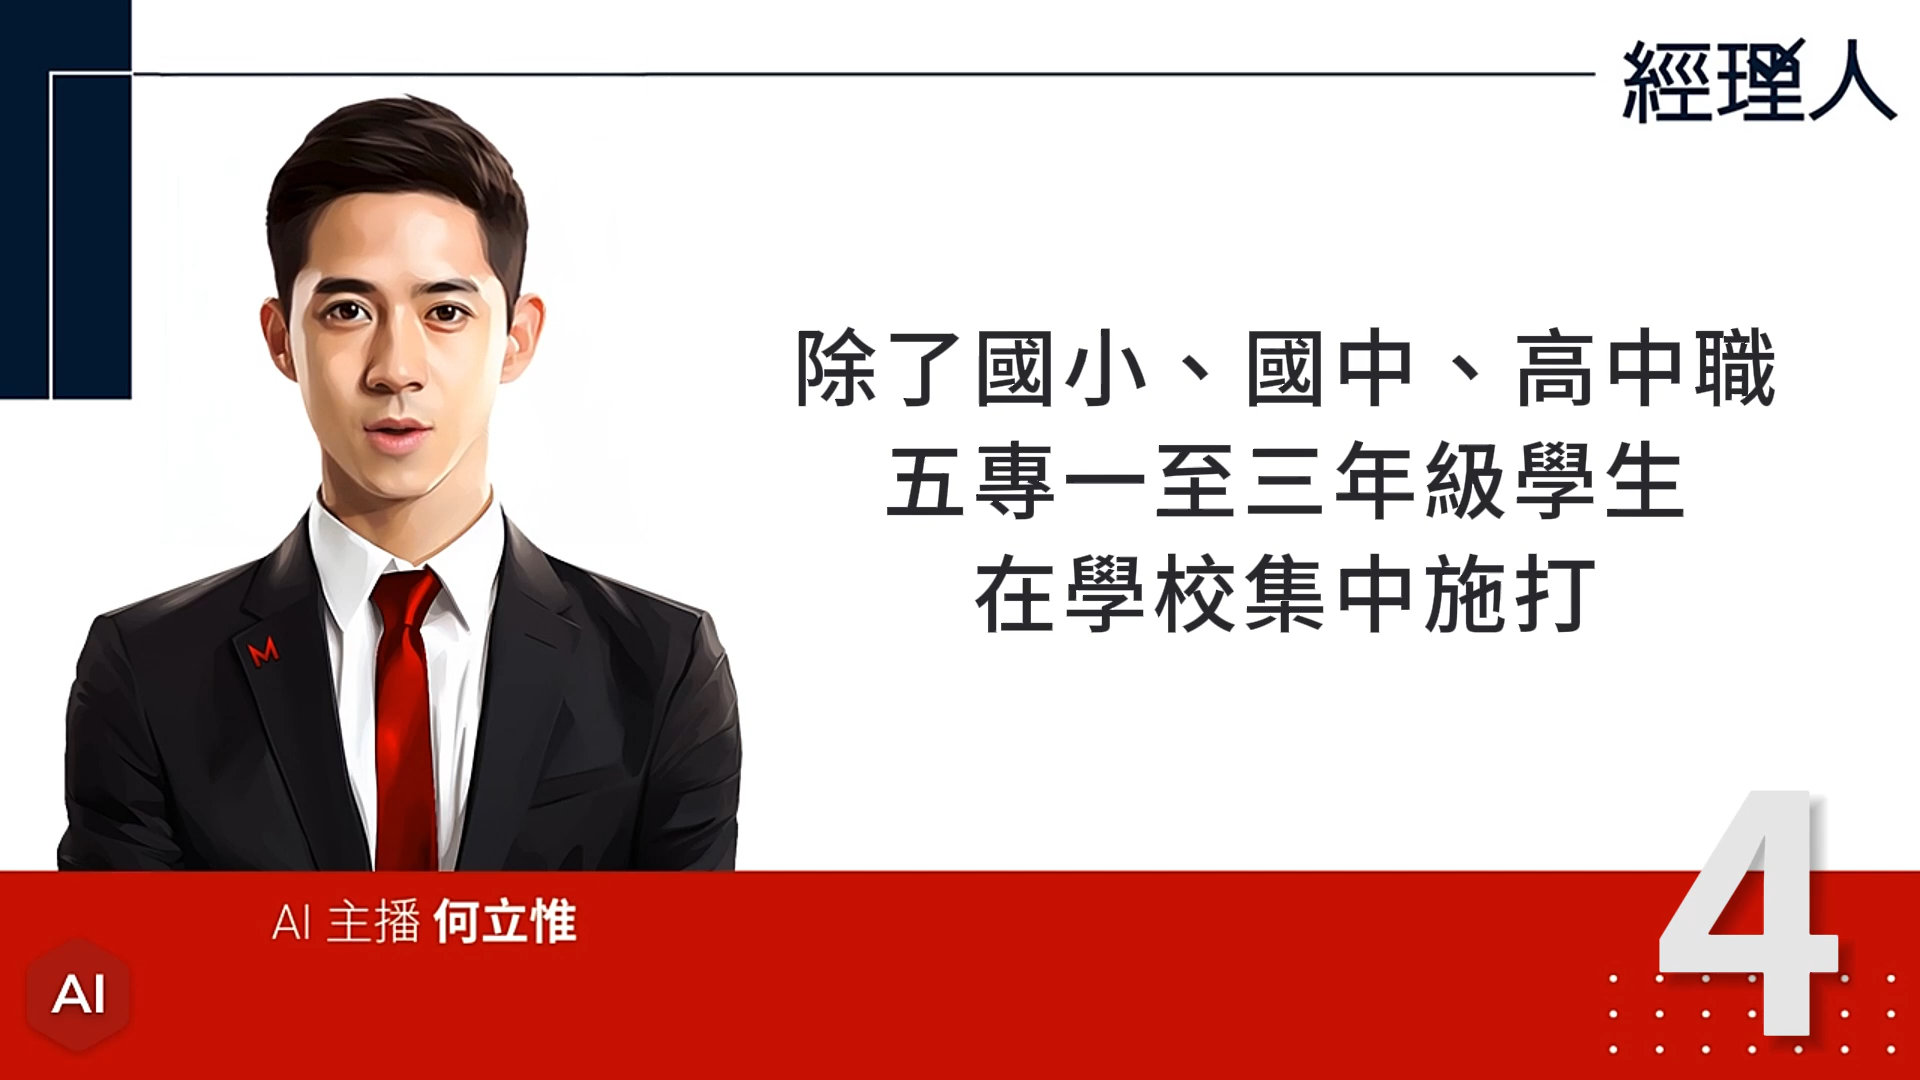 經理人
除了國小、國中、高中職
五專一至三年級學生
在學校集中施打
M
4
AI 主播 何立惟
AI